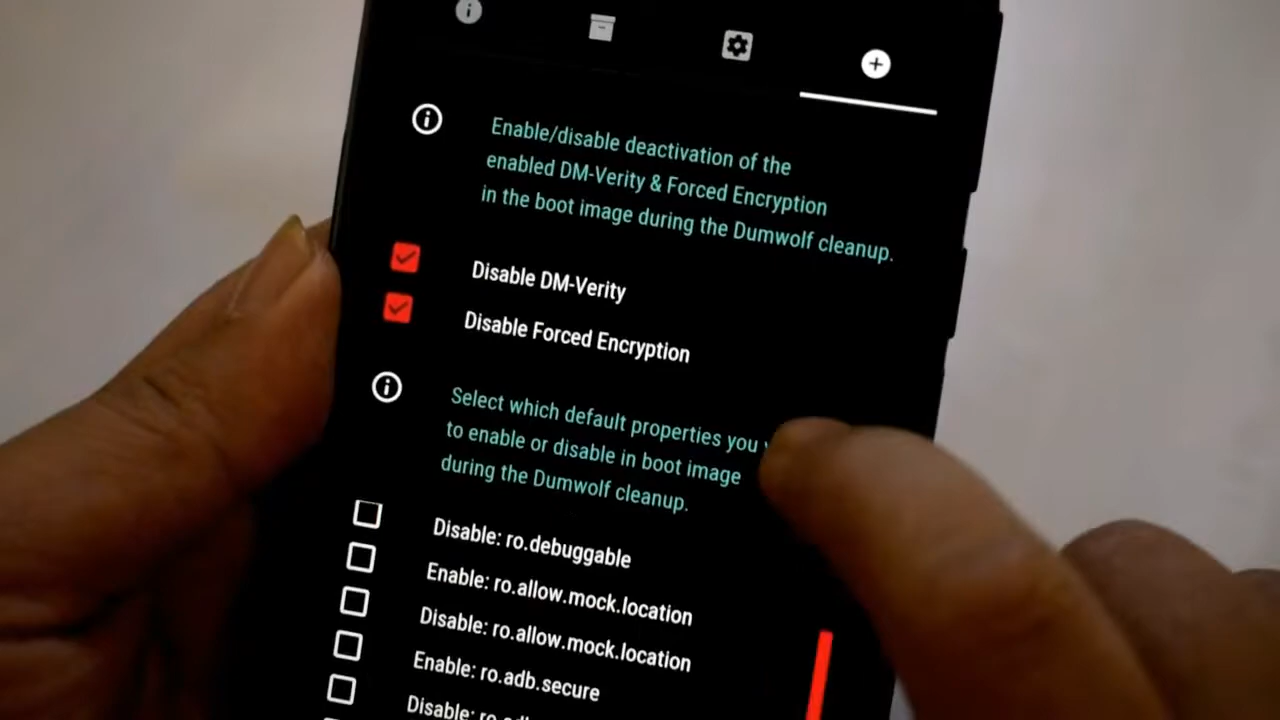 Enable/disable deactivation of the
enabled DM-Verity & Forced Encryption
in the boot image during the Dumwolf cleanup.
Disable DM-Verity
Disable Forced Encryption
Select which default properties you
to enable or disable in boot image
during the Dumwolf cleanup.
Disable: ro.debuggable
Enable: ro.allow.mock.location
Disable: ro.allow.mock.location
Enable: ro.adb.secure
Disable: